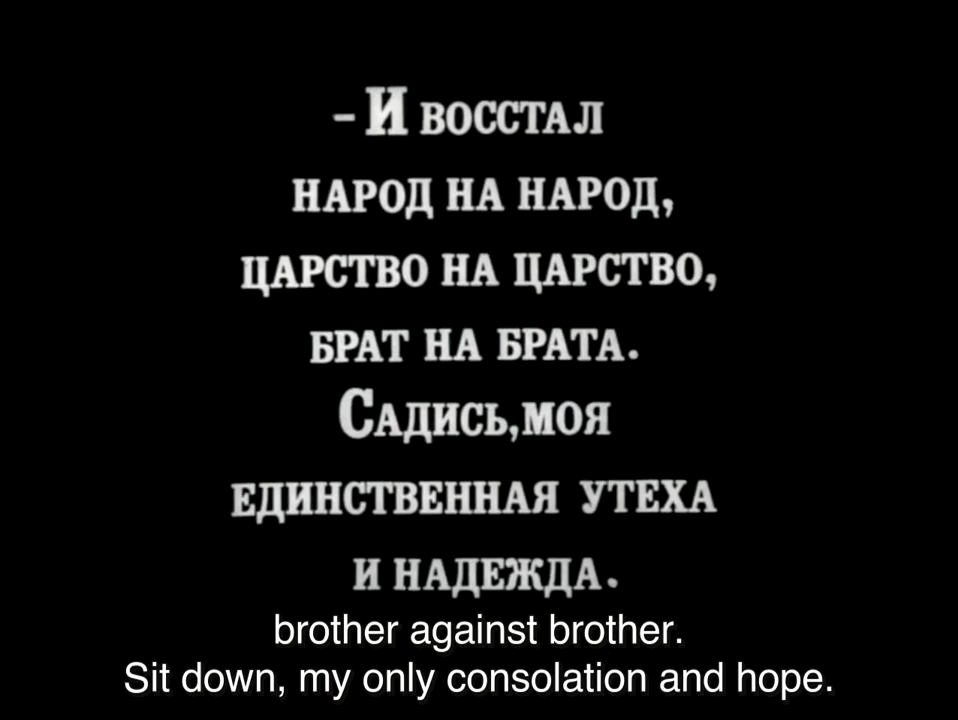 - И ВОССТАЛ
НАРОД НА НАРОД,
ЦАРСТВО НА ЦАРСТВО,
БРАТ НА БРАТА.
САДИСЬ, МОЯ
ЕДИНСТВЕННАЯ УТЕХА
И НАДЕЖДА.
brother against brother.
Sit down, my only consolation and hope.